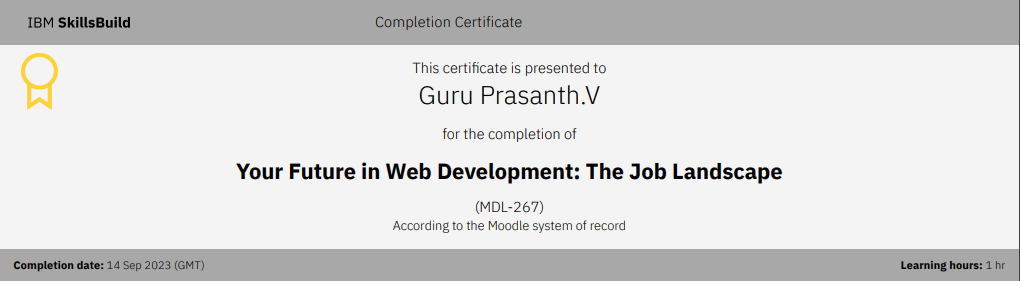 IBM SkillsBuild
Completion Certificate
This certificate is presented to
Guru Prasanth.V
for the completion of
Your Future in Web Development: The Job Landscape
(MDL-267)
According to the Moodle system of record
Completion date: 14 Sep 2023 (GMT)
Learning hours: 1 hr